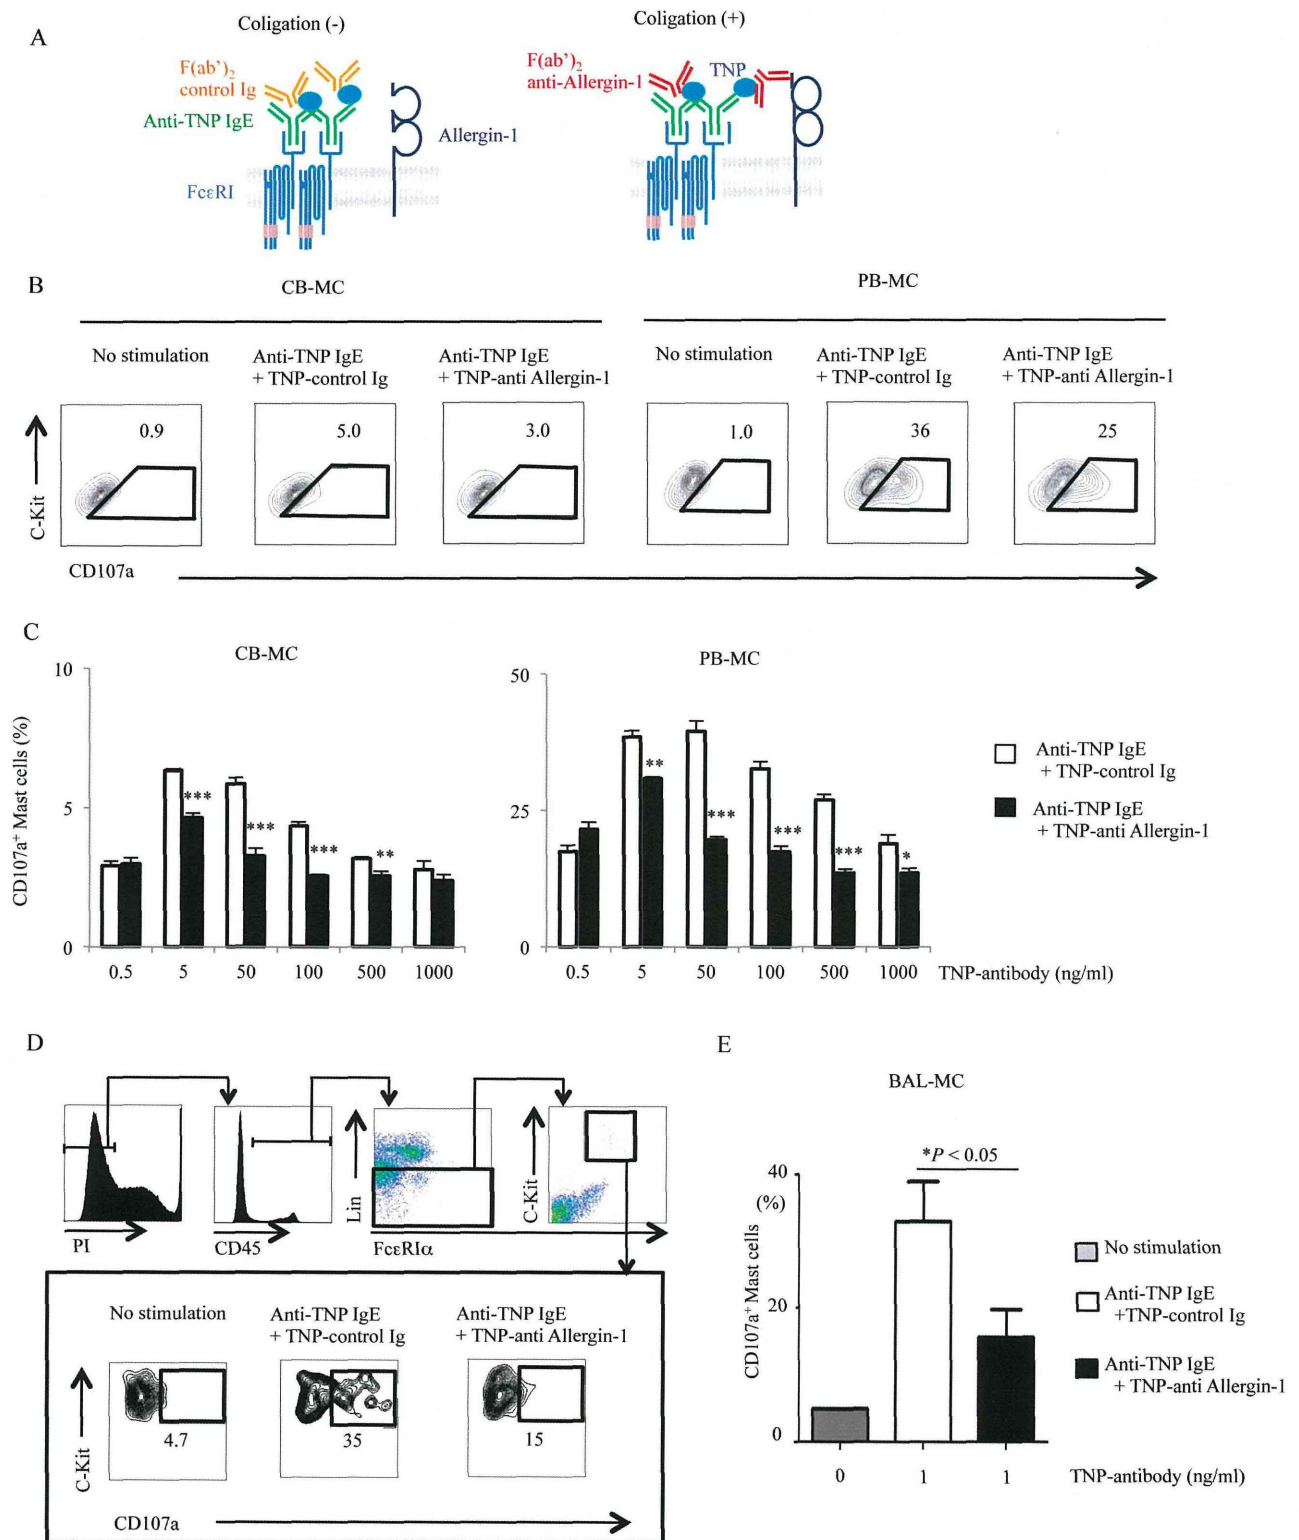 A
Coligation (-)
Coligation (+)
F(ab’)2
control Ig
Anti-TNP IgE
FcεRI
Allergin-1
F(ab’)2
anti-Allergin-1
TNP
B
CB-MC
PB-MC
No stimulation
Anti-TNP IgE
+ TNP-control Ig
Anti-TNP IgE
+ TNP-anti Allergin-1
No stimulation
Anti-TNP IgE
+ TNP-control Ig
Anti-TNP IgE
+ TNP-anti Allergin-1
0.9
5.0
3.0
1.0
36
25
C-Kit
CD107a
C
CB-MC
PB-MC
CD107a+ Mast cells (%)
10
5
0
***
***
***
**
0.5 5 50 100 500 1000
50
25
0
**
***
***
***
*
0.5 5 50 100 500 1000
TNP-antibody (ng/ml)
Anti-TNP IgE
+ TNP-control Ig
Anti-TNP IgE
+ TNP-anti Allergin-1
D
PI
CD45
Lin
FcεRIα
C-Kit
No stimulation
Anti-TNP IgE
+ TNP-control Ig
Anti-TNP IgE
+ TNP-anti Allergin-1
4.7
35
15
C-Kit
CD107a
E
BAL-MC
*P < 0.05
40
(%)
20
0
CD107a+ Mast cells
0 1 1
TNP-antibody (ng/ml)
No stimulation
Anti-TNP IgE
+TNP-control Ig
Anti-TNP IgE
+ TNP-anti Allergin-1